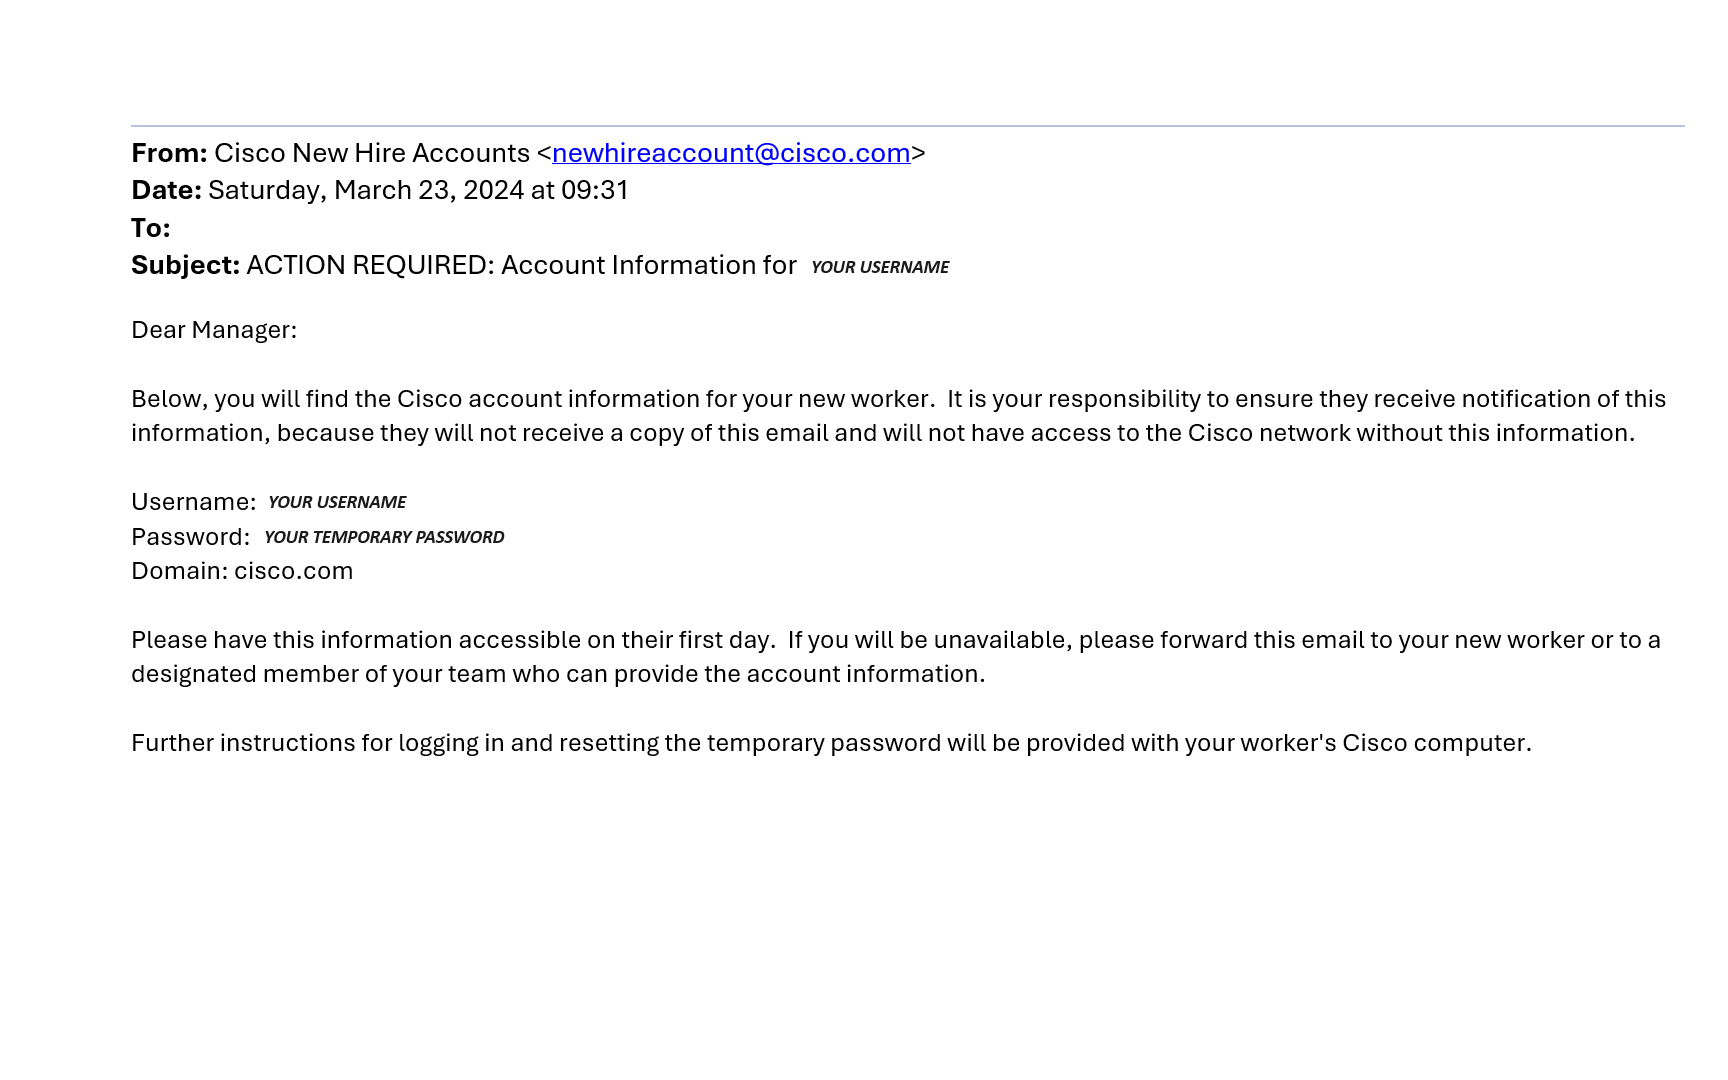 From: Cisco New Hire Accounts <newhireaccount@cisco.com>
Date: Saturday, March 23, 2024 at 09:31
To:
Subject: ACTION REQUIRED: Account Information for YOUR USERNAME
Dear Manager:
Below, you will find the Cisco account information for your new worker.  It is your responsibility to ensure they receive notification of this
information, because they will not receive a copy of this email and will not have access to the Cisco network without this information.
Username: YOUR USERNAME
Password: YOUR TEMPORARY PASSWORD
Domain: cisco.com
Please have this information accessible on their first day.  If you will be unavailable, please forward this email to your new worker or to a
designated member of your team who can provide the account information.
Further instructions for logging in and resetting the temporary password will be provided with your worker's Cisco computer.